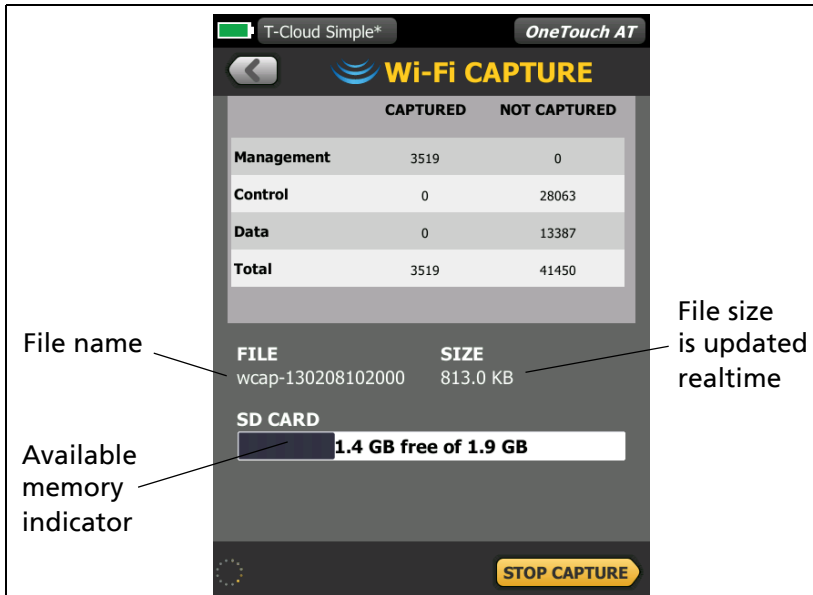 T-Cloud Simple*
OneTouch AT
Wi-Fi CAPTURE
CAPTURED NOT CAPTURED
Management 3519 0
Control 0 28063
Data 0 13387
Total 3519 41450
File name
FILE SIZE
wcap-130208102000 813.0 KB
File size
is updated
realtime
SD CARD
1.4 GB free of 1.9 GB
Available
memory
indicator
STOP CAPTURE